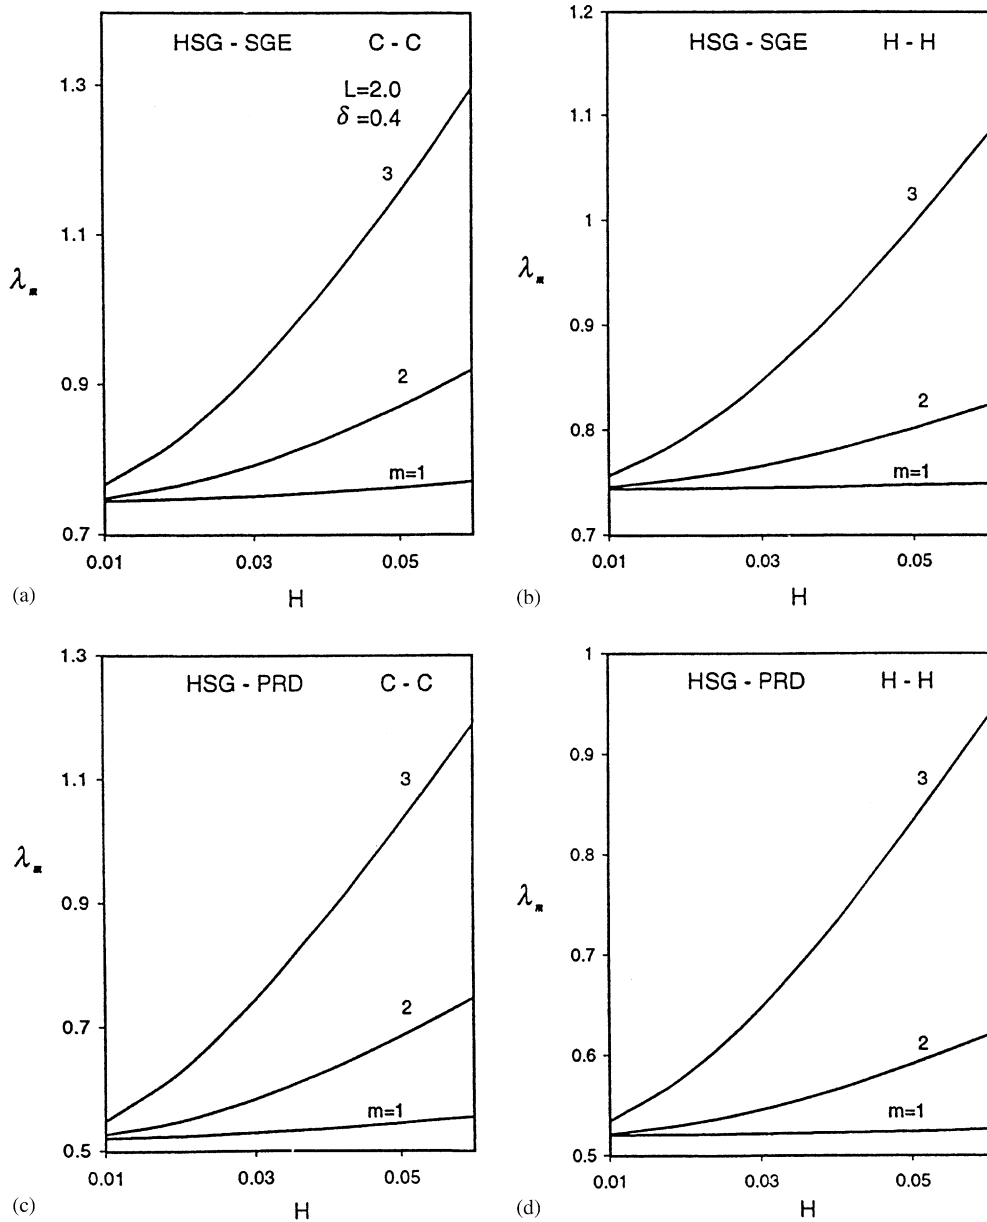 HSG - SGE C - C
L=2.0
δ =0.4
1.3
1.1
0.9
0.7
λₘ
3
2
m=1
0.01 0.03 0.05
(a) H
HSG - SGE H - H
1.2
1.1
1
0.9
0.8
0.7
λₘ
3
2
m=1
0.01 0.03 0.05
(b) H
HSG - PRD C - C
1.3
1.1
0.9
0.7
0.5
λₘ
3
2
m=1
0.01 0.03 0.05
(c) H
HSG - PRD H - H
1
0.9
0.8
0.7
0.6
0.5
λₘ
3
2
m=1
0.01 0.03 0.05
(d) H